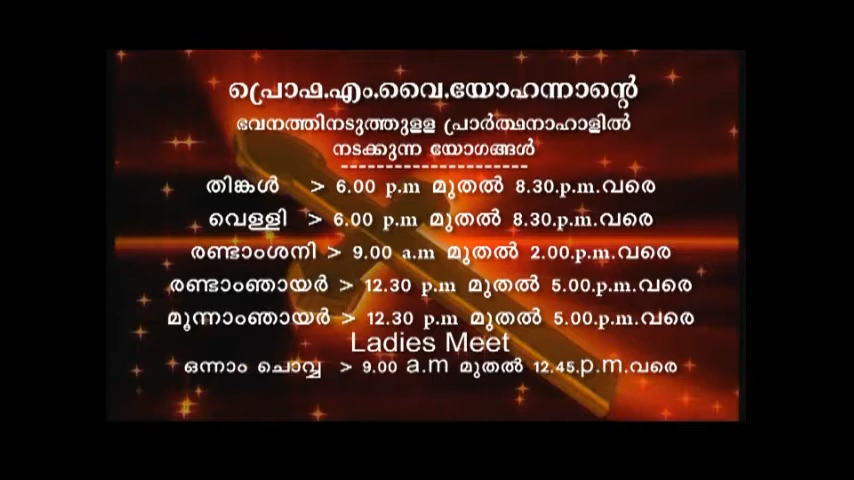 പ്രൊഫ.എം.വൈ.യോഹന്നാന്റെ
ഭവനത്തിനടുത്തുളള പ്രാർത്ഥനാഹാളിൽ
നടക്കുന്ന യോഗങ്ങൾ
-----------------------
തിങ്കൾ > 6.00 p.m മുതൽ 8.30.p.m.വരെ
വെള്ളി > 6.00 p.m മുതൽ 8.30.p.m.വരെ
രണ്ടാംശനി > 9.00 a.m മുതൽ 2.00.p.m.വരെ
രണ്ടാംഞായർ > 12.30 p.m മുതൽ 5.00.p.m.വരെ
മൂന്നാംഞായർ > 12.30 p.m മുതൽ 5.00.p.m.വരെ
Ladies Meet
ഒന്നാം ചൊവ്വ > 9.00 a.m മുതൽ 12.45.p.m.വരെ